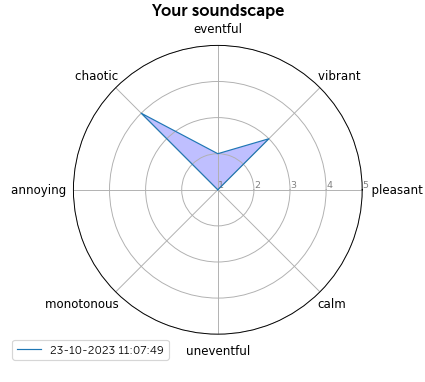 Your soundscape
eventful
chaotic
vibrant
annoying
1
2
3
4
5
pleasant
monotonous
calm
uneventful
23-10-2023 11:07:49